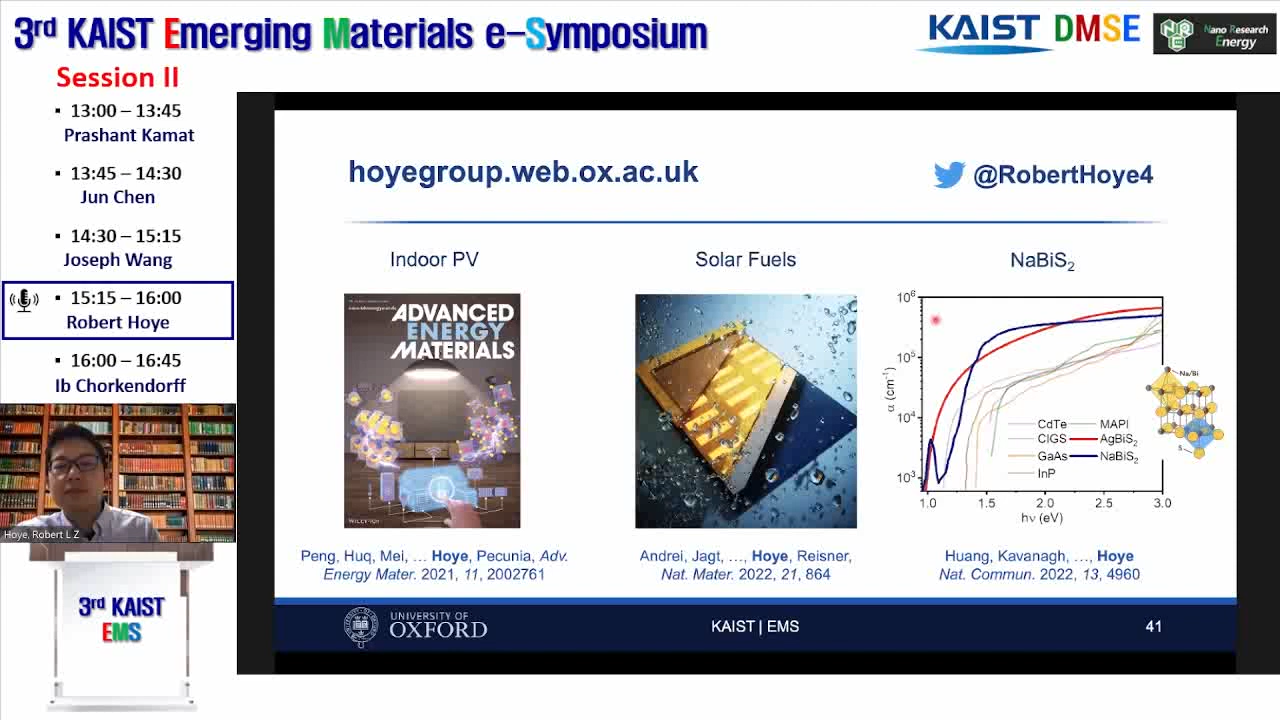 3rd KAIST Emerging Materials e-Symposium
KAIST DMSE
Nano Research
Energy
NRE
Session II
▪ 13:00 – 13:45
Prashant Kamat
▪ 13:45 – 14:30
Jun Chen
▪ 14:30 – 15:15
Joseph Wang
▪ 15:15 – 16:00
Robert Hoye
▪ 16:00 – 16:45
Ib Chorkendorff
Hoye, Robert L Z
3rd KAIST
EMS
hoyegroup.web.ox.ac.uk
@RobertHoye4
Indoor PV
Solar Fuels
NaBiS2
ADVANCED
ENERGY
MATERIALS
WILEY-VCH
10^6
10^5
10^4
10^3
α (cm-1)
1.0 1.5 2.0 2.5 3.0
hν (eV)
CdTe
CIGS
GaAs
InP
MAPI
AgBiS2
NaBiS2
Na/Bi
S
Peng, Huq, Mei, … Hoye, Pecunia, Adv.
Energy Mater. 2021, 11, 2002761
Andrei, Jagt, …, Hoye, Reisner,
Nat. Mater. 2022, 21, 864
Huang, Kavanagh, …, Hoye
Nat. Commun. 2022, 13, 4960
UNIVERSITY OF
OXFORD
KAIST | EMS
41